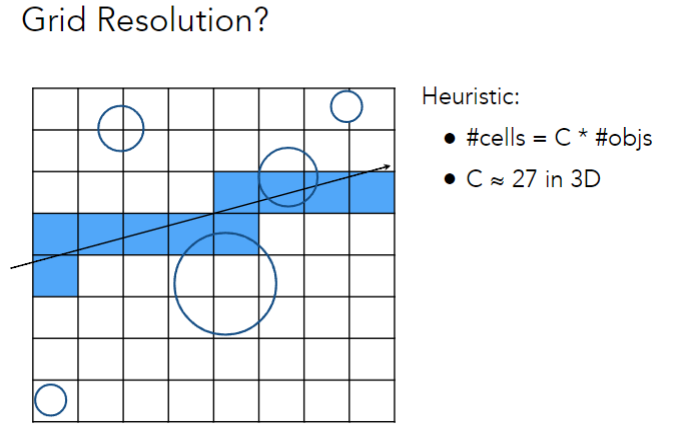 Grid Resolution?
Heuristic:
● #cells = C * #objs
● C ≈ 27 in 3D